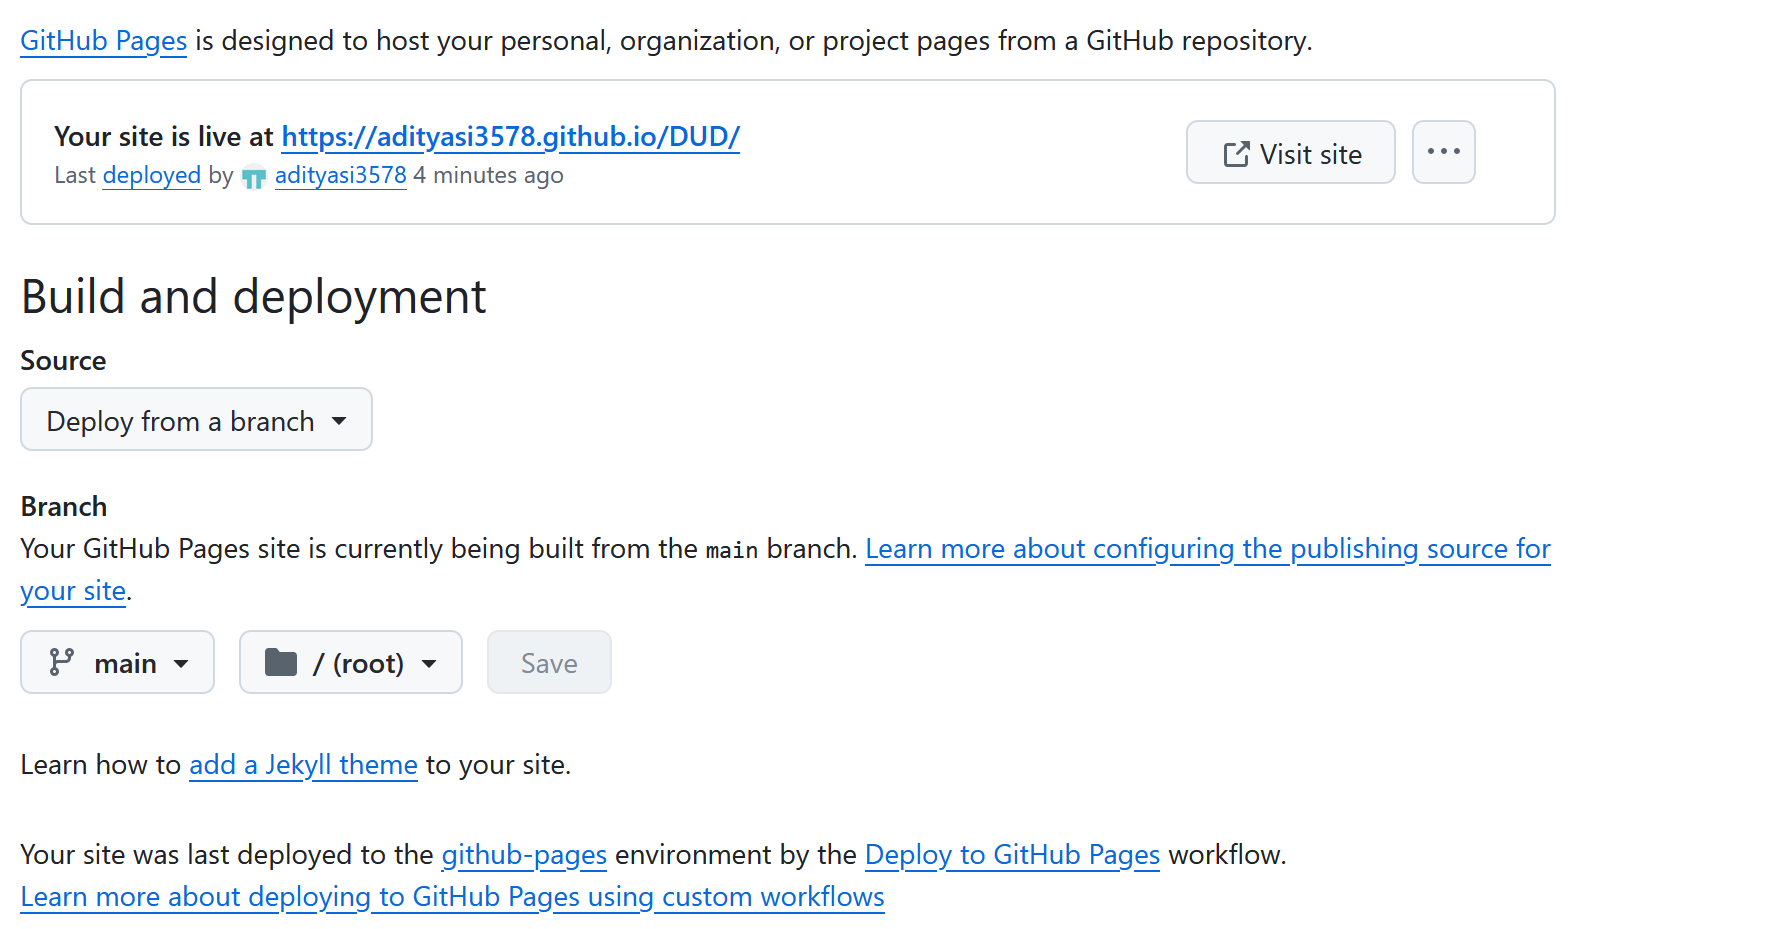 GitHub Pages is designed to host your personal, organization, or project pages from a GitHub repository.
Your site is live at https://adityasi3578.github.io/DUD/
Last deployed by adityasi3578 4 minutes ago
Visit site
Build and deployment
Source
Deploy from a branch
Branch
Your GitHub Pages site is currently being built from the main branch. Learn more about configuring the publishing source for
your site.
main
/ (root)
Save
Learn how to add a Jekyll theme to your site.
Your site was last deployed to the github-pages environment by the Deploy to GitHub Pages workflow.
Learn more about deploying to GitHub Pages using custom workflows